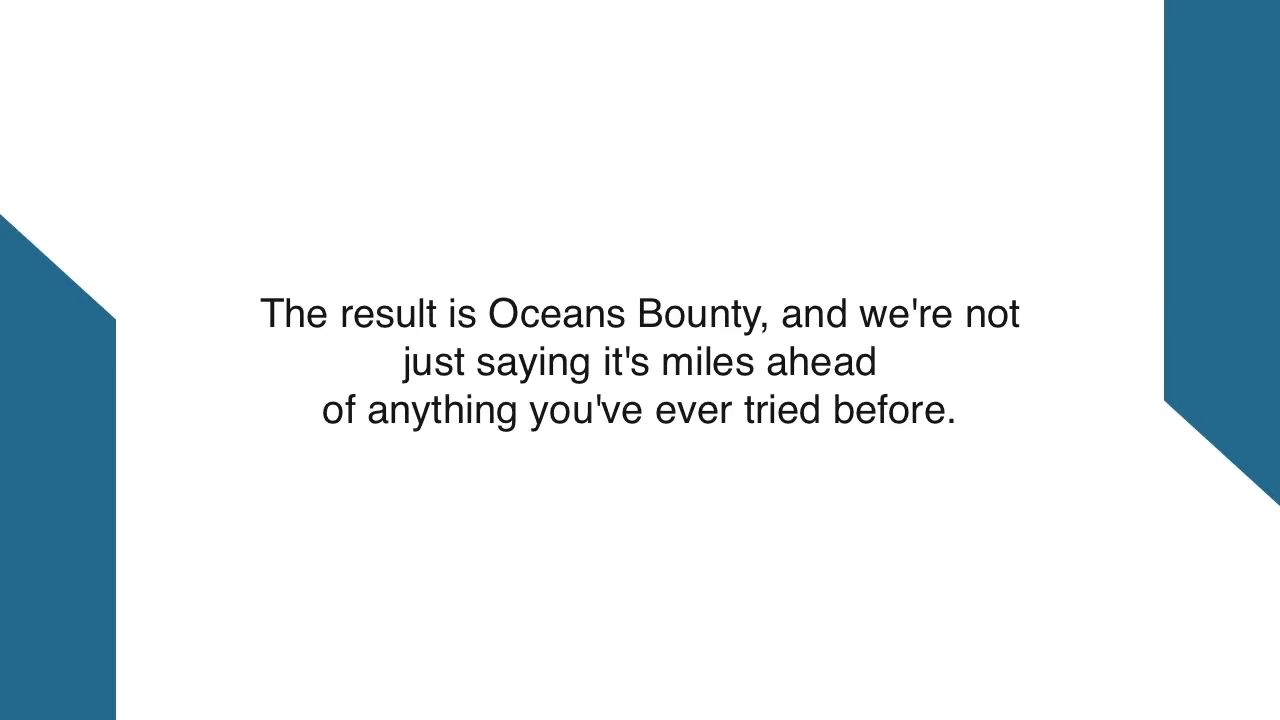 The result is Oceans Bounty, and we're not
just saying it's miles ahead
of anything you've ever tried before.